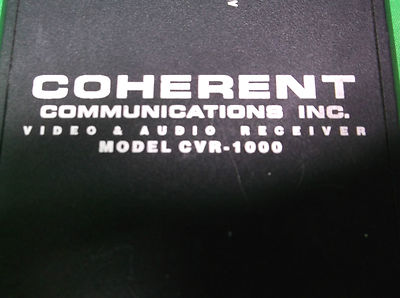 COHERENT
COMMUNICATIONS INC.
VIDEO & AUDIO RECEIVER
MODEL CVR-1000